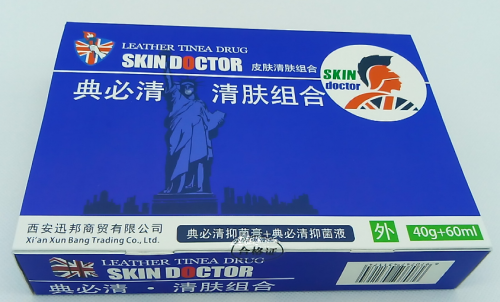 LEATHER TINEA DRUG
SKIN DOCTOR 皮肤清肤组合
典必清 清肤组合
SKIN
doctor
西安迅邦商贸有限公司
Xi'an Xun Bang Trading Co., Ltd.
典必清抑菌膏+典必清抑菌液
外
40g+60ml
合格证
LEATHER TINEA DRUG
SKIN DOCTOR
典必清·清肤组合